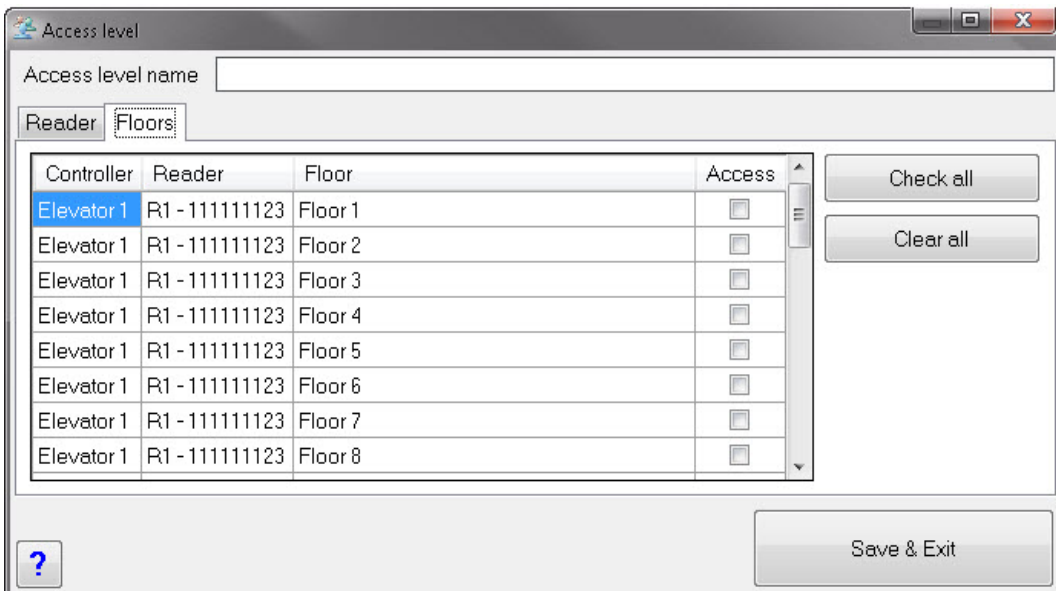 Access level
Access level name
Reader Floors
Controller Reader Floor Access
Elevator 1 R1 - 111111123 Floor 1
Elevator 1 R1 - 111111123 Floor 2
Elevator 1 R1 - 111111123 Floor 3
Elevator 1 R1 - 111111123 Floor 4
Elevator 1 R1 - 111111123 Floor 5
Elevator 1 R1 - 111111123 Floor 6
Elevator 1 R1 - 111111123 Floor 7
Elevator 1 R1 - 111111123 Floor 8
Check all
Clear all
?
Save & Exit